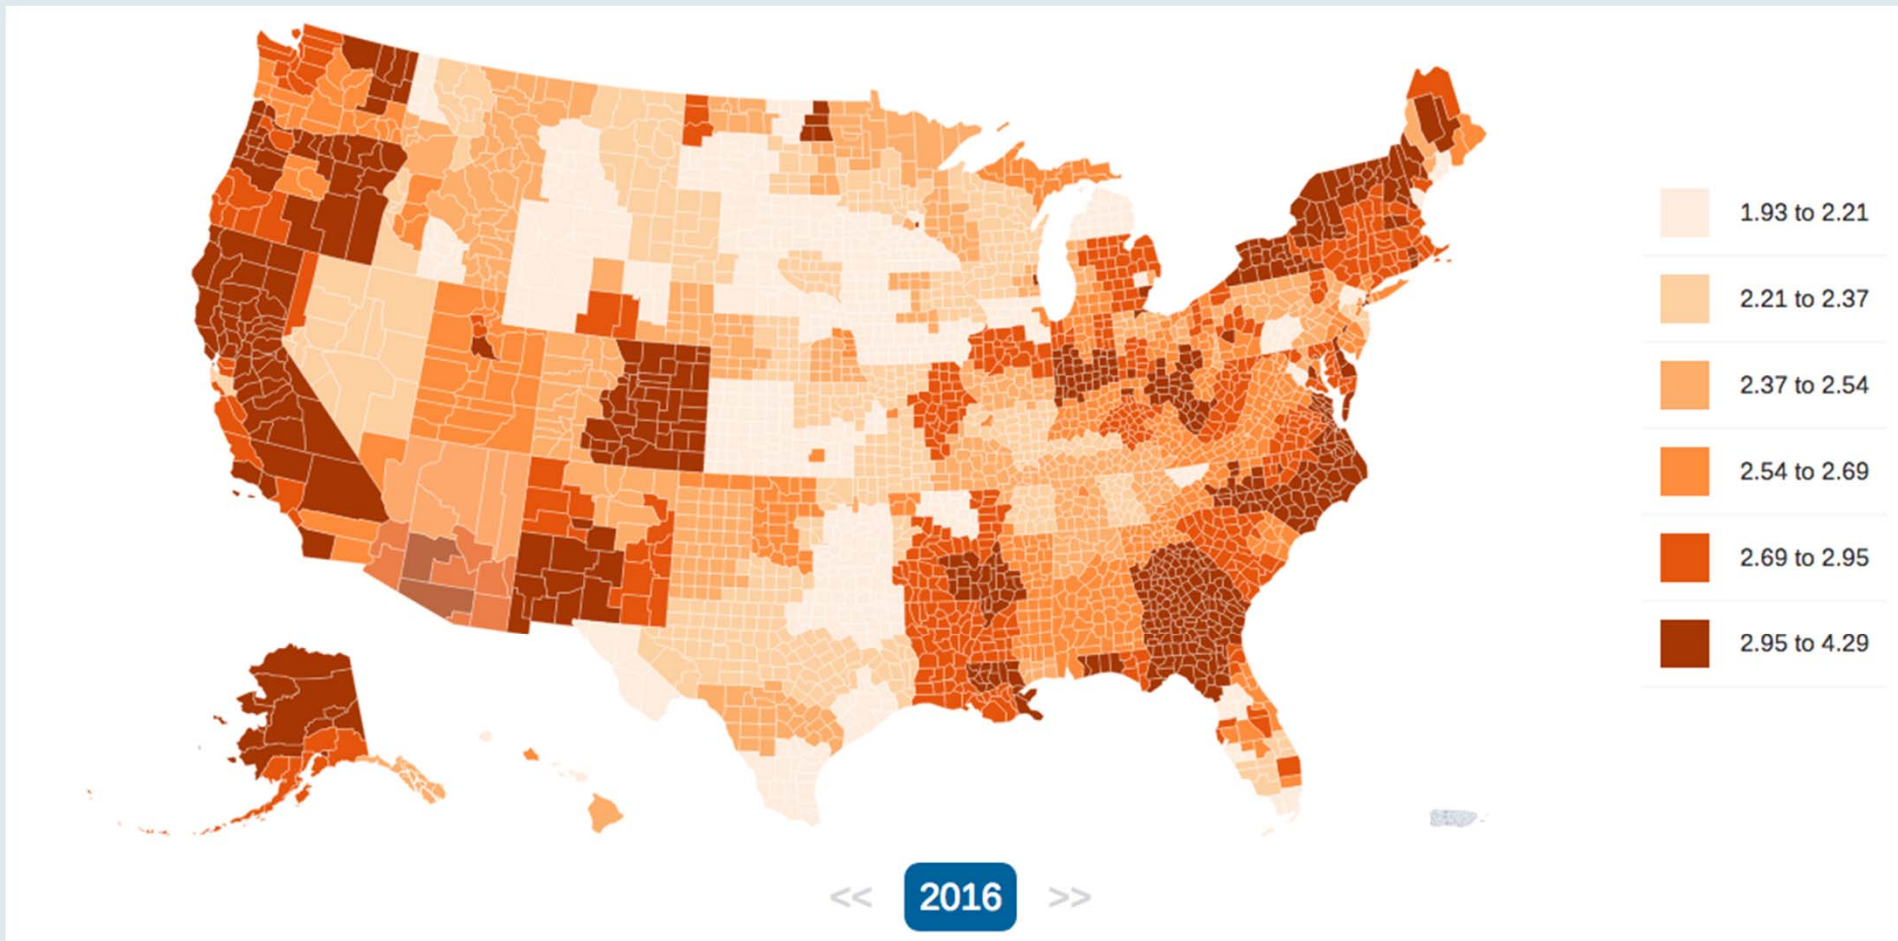 1.93 to 2.21
2.21 to 2.37
2.37 to 2.54
2.54 to 2.69
2.69 to 2.95
2.95 to 4.29
<< 2016 >>